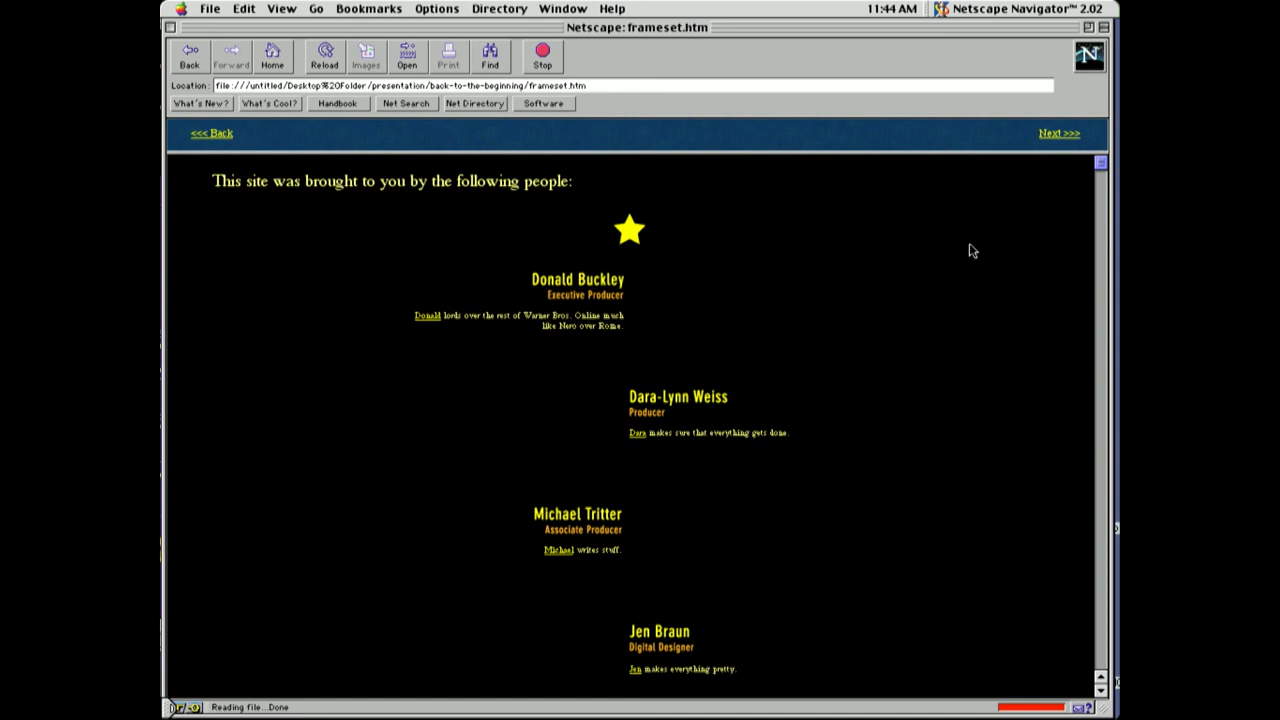 File Edit View Go Bookmarks Options Directory Window Help 11:44 AM Netscape Navigator™ 2.02
Netscape: frameset.htm
Back Forward Home Reload Images Open Print Find Stop N
Location: file:///untitled/Desktop%20Folder/presentation/back-to-the-beginning/frameset.htm
What's New? What's Cool? Handbook Net Search Net Directory Software
<<< Back Next >>>
This site was brought to you by the following people:
Donald Buckley
Executive Producer
Donald lords over the rest of Warner Bros. Online much
like Nero over Rome.
Dara-Lynn Weiss
Producer
Dara makes sure that everything gets done.
Michael Tritter
Associate Producer
Michael writes stuff.
Jen Braun
Digital Designer
Jen makes everything pretty.
Reading file...Done ?